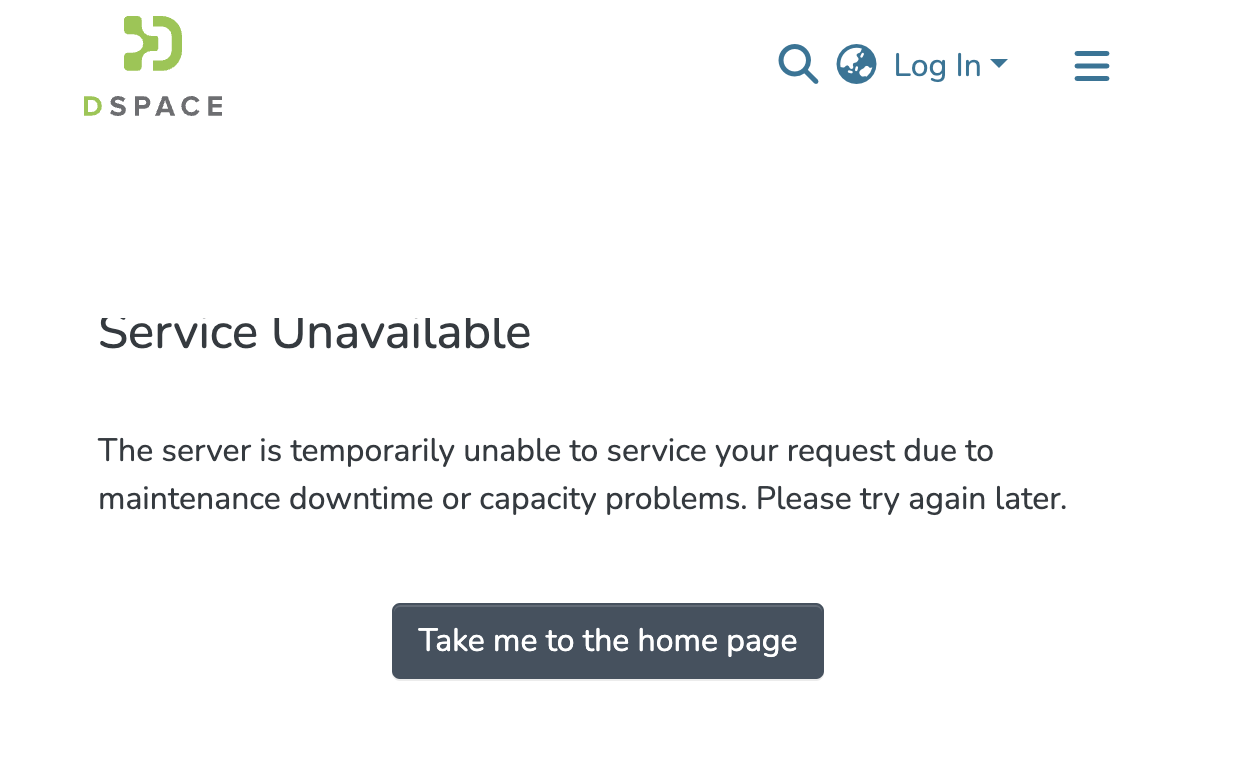 DSPACE
Log In
Service Unavailable
The server is temporarily unable to service your request due to
maintenance downtime or capacity problems. Please try again later.
Take me to the home page